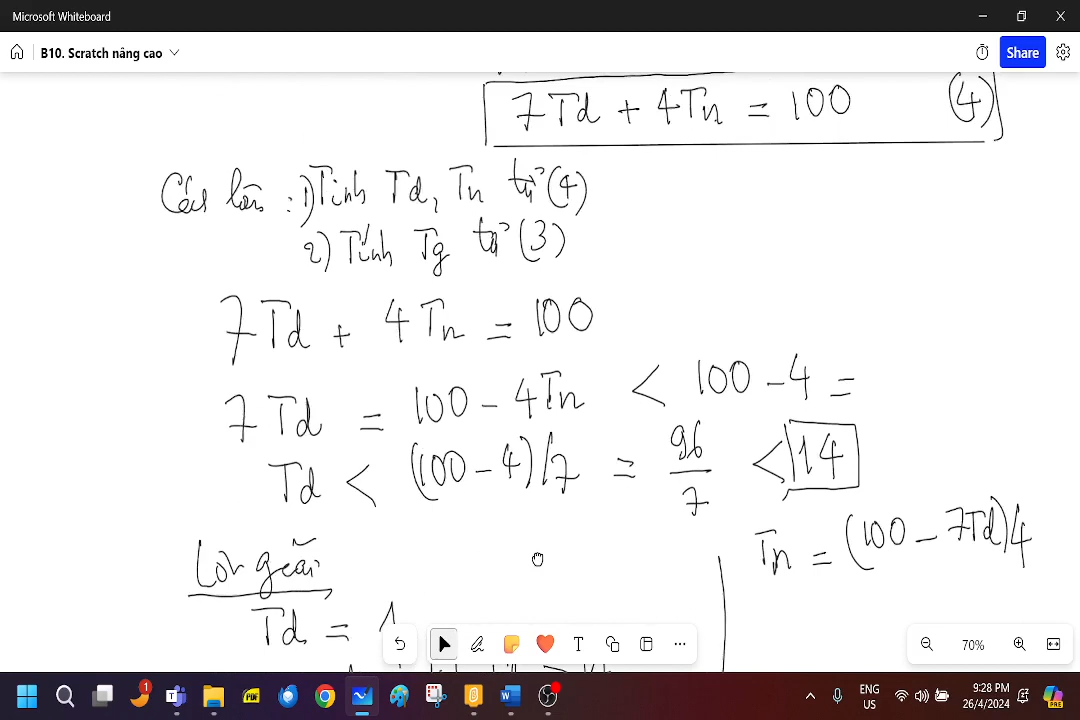 Microsoft Whiteboard
B10. Scratch nâng cao
Share
7Td + 4Tn = 100 (4)
: 1) Tính Td, Tn từ (4)
2) Tính Tg từ (3)
7Td + 4Tn = 100
7Td = 100 - 4Tn < 100 - 4 =
Td < (100 - 4)/7 = 96/7 < 14
Tn = (100 - 7Td)/4
Lời giải
Td = 1
70%
ENG
US
9:28 PM
26/4/2024
1